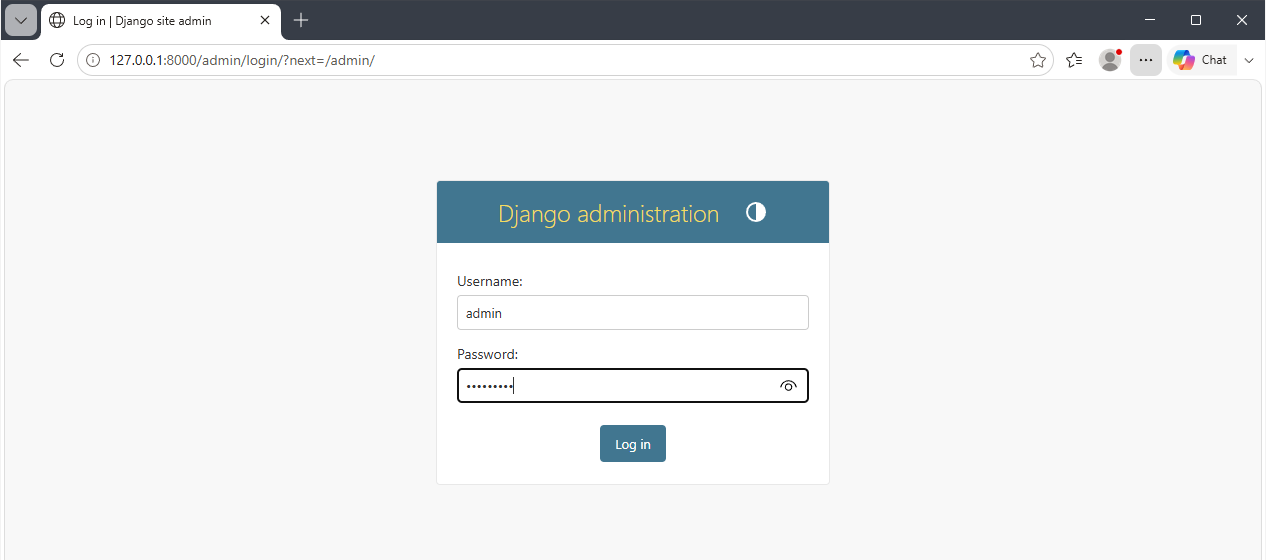 Log in | Django site admin
127.0.0.1:8000/admin/login/?next=/admin/
Chat
Django administration
Username:
admin
Password:
•••••••••
Log in